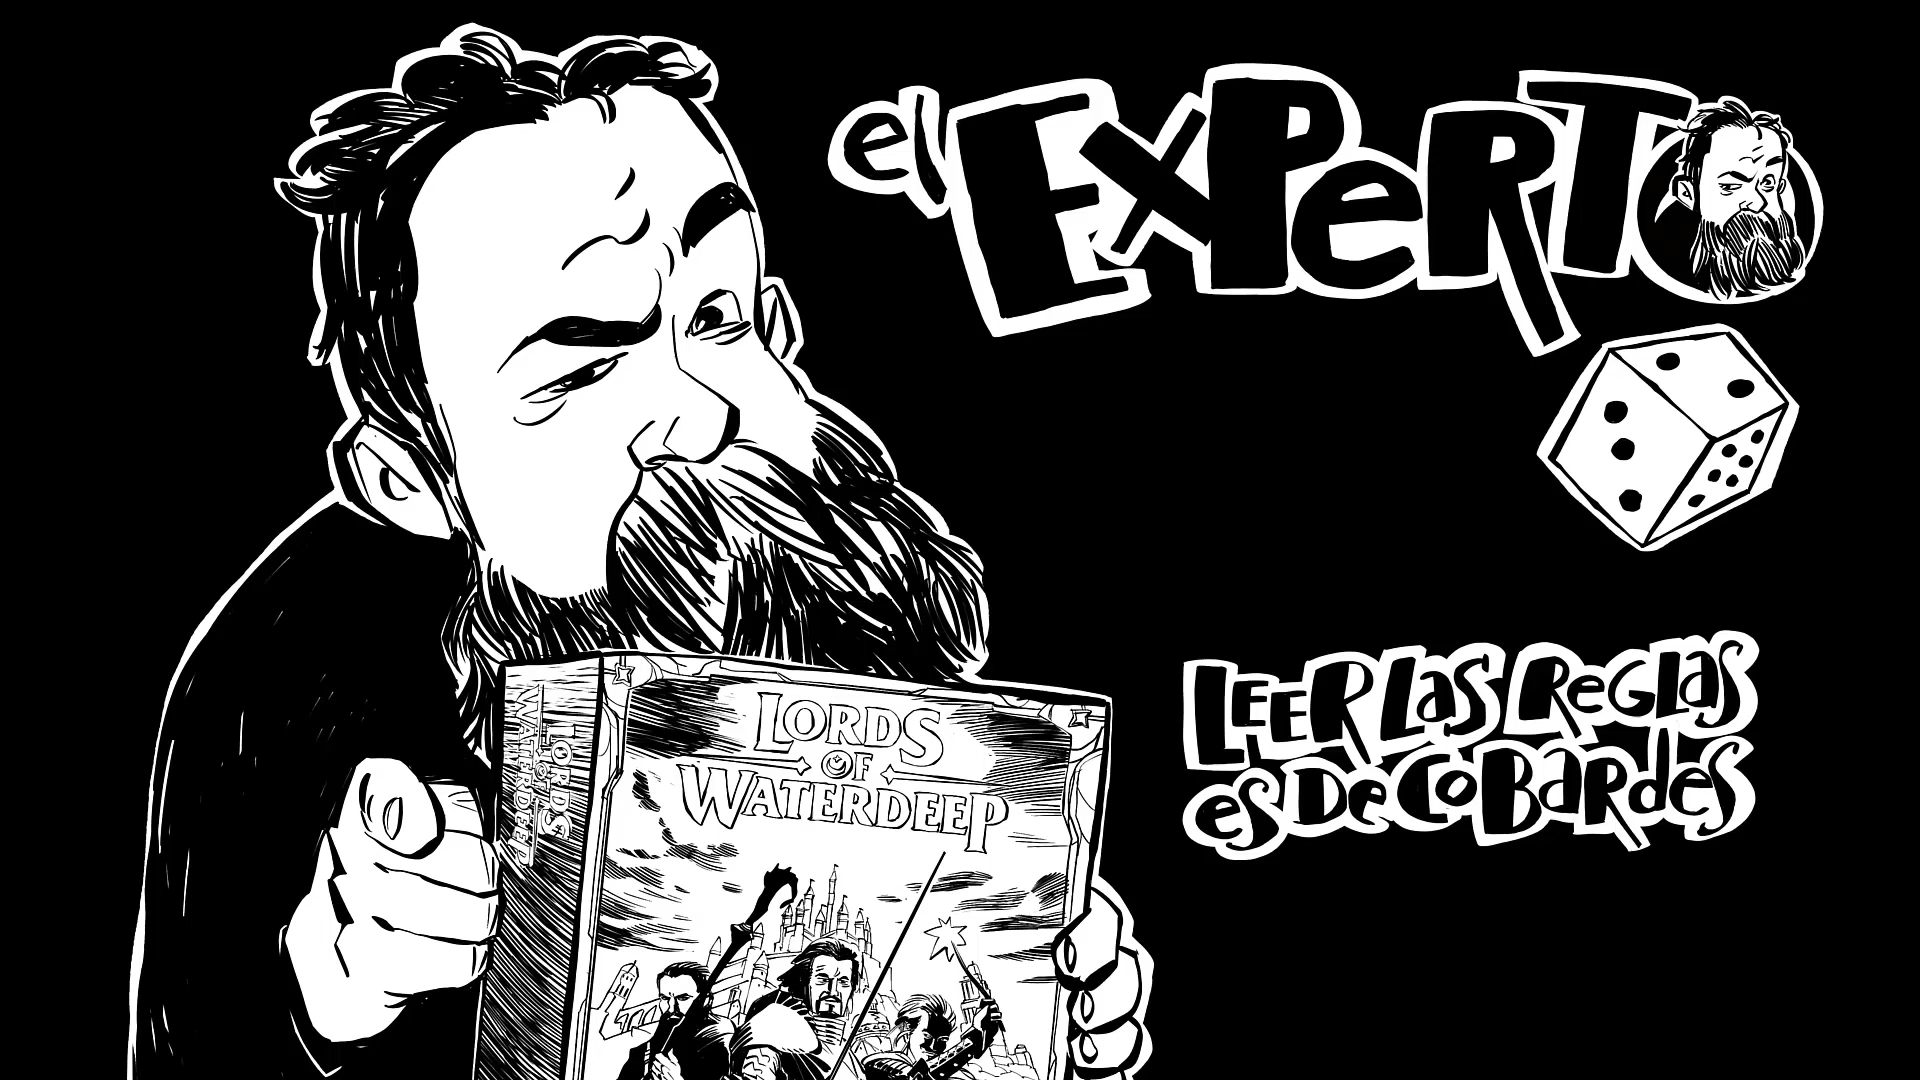 el EXPERTO
LEER LAS REGLAS
ES DE COBARDES
LORDS
OF
WATERDEEP
LORDS
OF
WATERDEEP